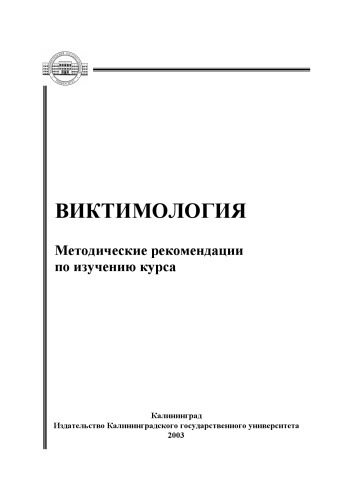 ВИКТИМОЛОГИЯ
Методические рекомендации
по изучению курса
Калининград
Издательство Калининградского государственного университета
2003